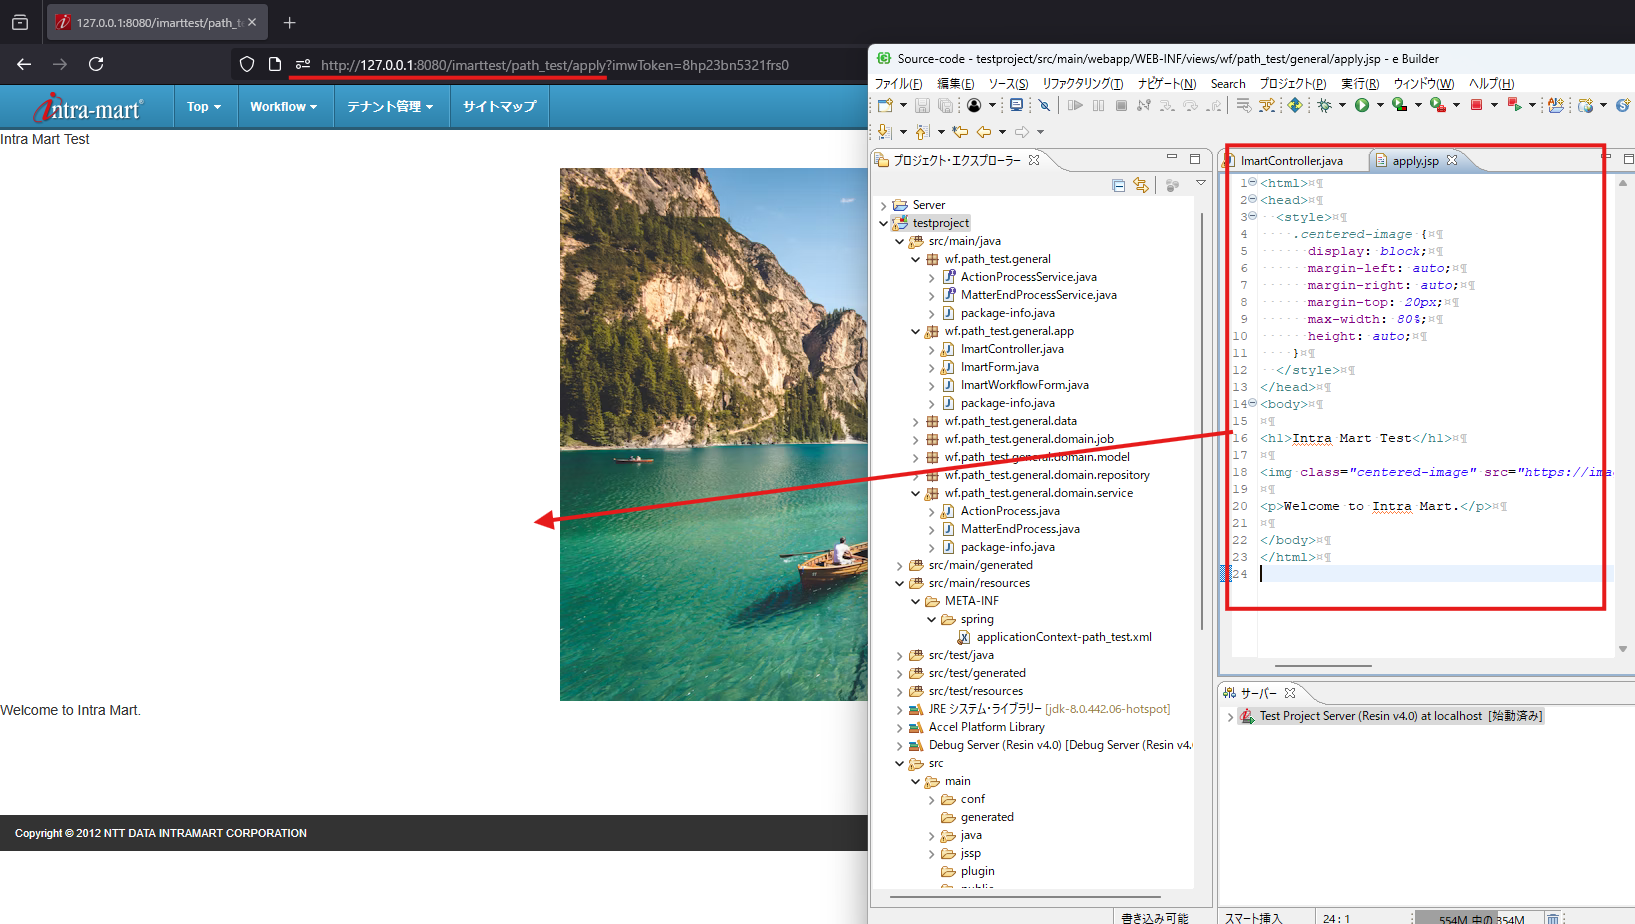 127.0.0.1:8080/imarttest/path_t
http://127.0.0.1:8080/imarttest/path_test/apply?imwToken=8hp23bn5321frs0
intra-mart
Top
Workflow
テナント管理
サイトマップ
Intra Mart Test
Welcome to Intra Mart.
Copyright © 2012 NTT DATA INTRAMART CORPORATION
Source-code - testproject/src/main/webapp/WEB-INF/views/wf/path_test/general/apply.jsp - e Builder
ファイル(F) 編集(E) ソース(S) リファクタリング(T) ナビゲート(N) Search プロジェクト(P) 実行(R) ウィンドウ(W) ヘルプ(H)
プロジェクト・エクスプローラー
Server
testproject
src/main/java
wf.path_test.general
ActionProcessService.java
MatterEndProcessService.java
package-info.java
wf.path_test.general.app
ImartController.java
ImartForm.java
ImartWorkflowForm.java
package-info.java
wf.path_test.general.data
wf.path_test.general.domain.job
wf.path_test.general.domain.model
wf.path_test.general.domain.repository
wf.path_test.general.domain.service
ActionProcess.java
MatterEndProcess.java
package-info.java
src/main/generated
src/main/resources
META-INF
spring
applicationContext-path_test.xml
src/test/java
src/test/generated
src/test/resources
JRE システム・ライブラリー [jdk-8.0.442.06-hotspot]
Accel Platform Library
Debug Server (Resin v4.0) [Debug Server (Resin v4.
src
main
conf
generated
java
jssp
plugin
ImartController.java
apply.jsp
1 <html>¤¶
2 <head>¤¶
3 <style>¤¶
4 .centered-image {¤¶
5 display: block;¤¶
6 margin-left: auto;¤¶
7 margin-right: auto;¤¶
8 margin-top: 20px;¤¶
9 max-width: 80%;¤¶
10 height: auto;¤¶
11 }¤¶
12 </style>¤¶
13 </head>¤¶
14 <body>¤¶
15 ¤¶
16 <h1>Intra Mart Test</h1>¤¶
17 ¤¶
18 <img class="centered-image" src="https://ima
19 ¤¶
20 <p>Welcome to Intra Mart.</p>¤¶
21 ¤¶
22 </body>¤¶
23 </html>¤¶
24
サーバー
Test Project Server (Resin v4.0) at localhost [始動済み]
書き込み可能
スマート挿入
24 : 1
554M 中の 354M